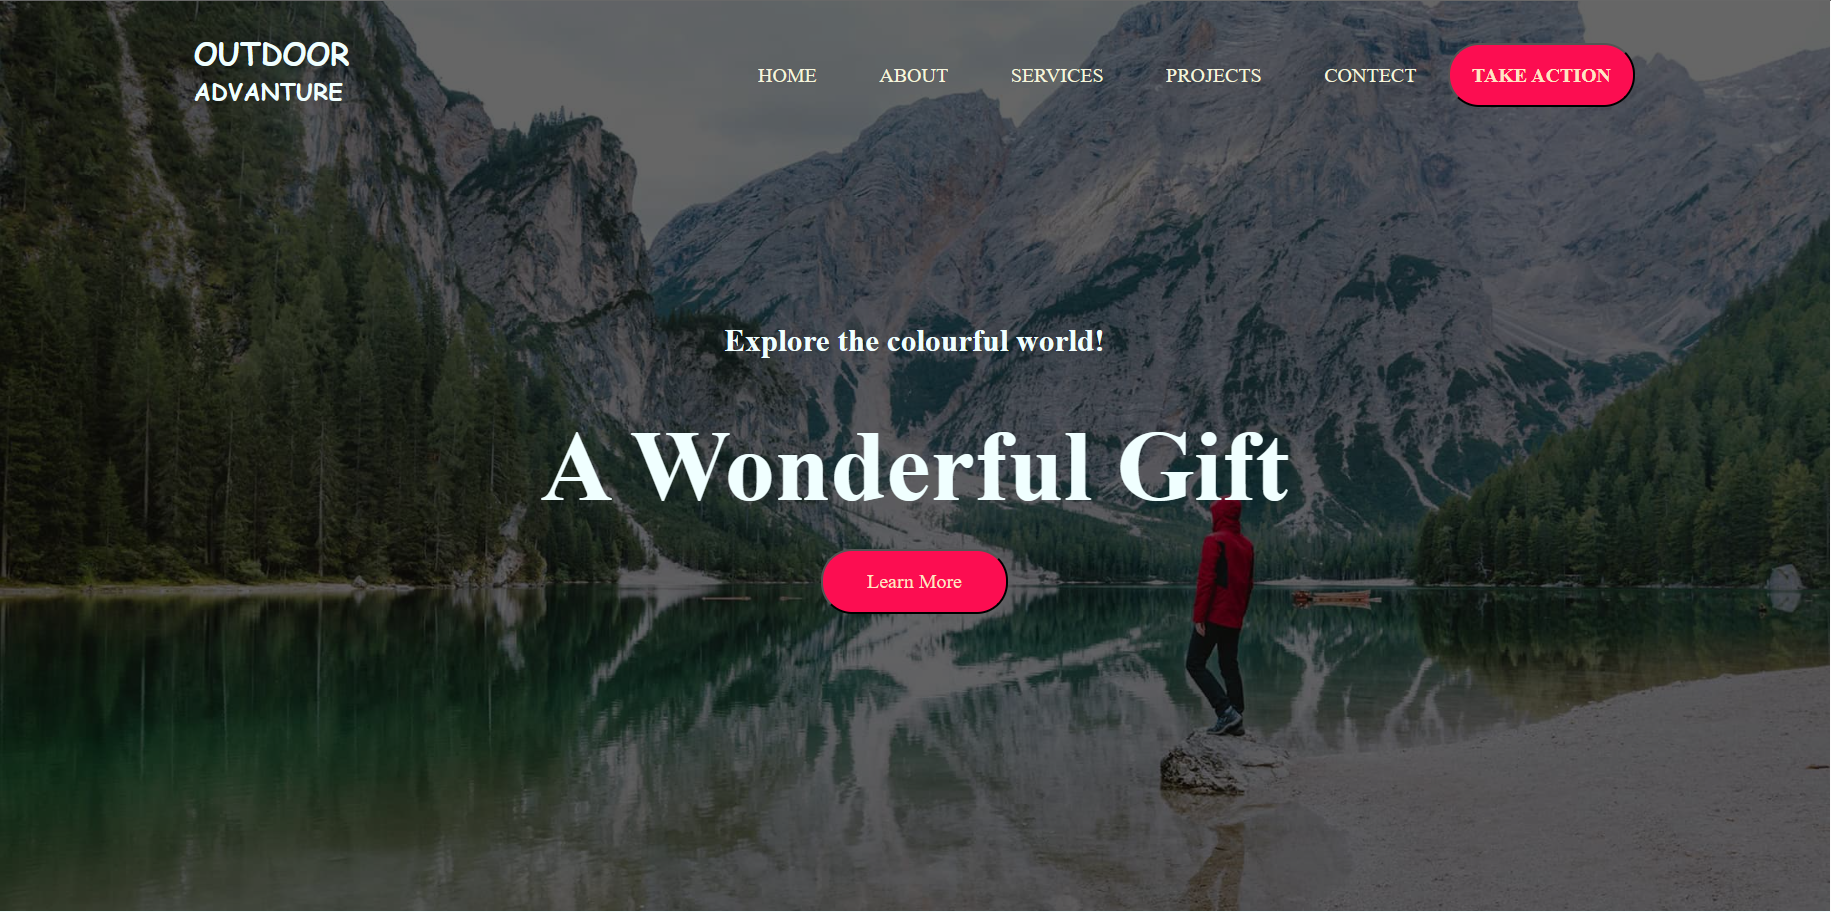 OUTDOOR
ADVANTURE
HOME ABOUT SERVICES PROJECTS CONTECT TAKE ACTION
Explore the colourful world!
A Wonderful Gift
Learn More